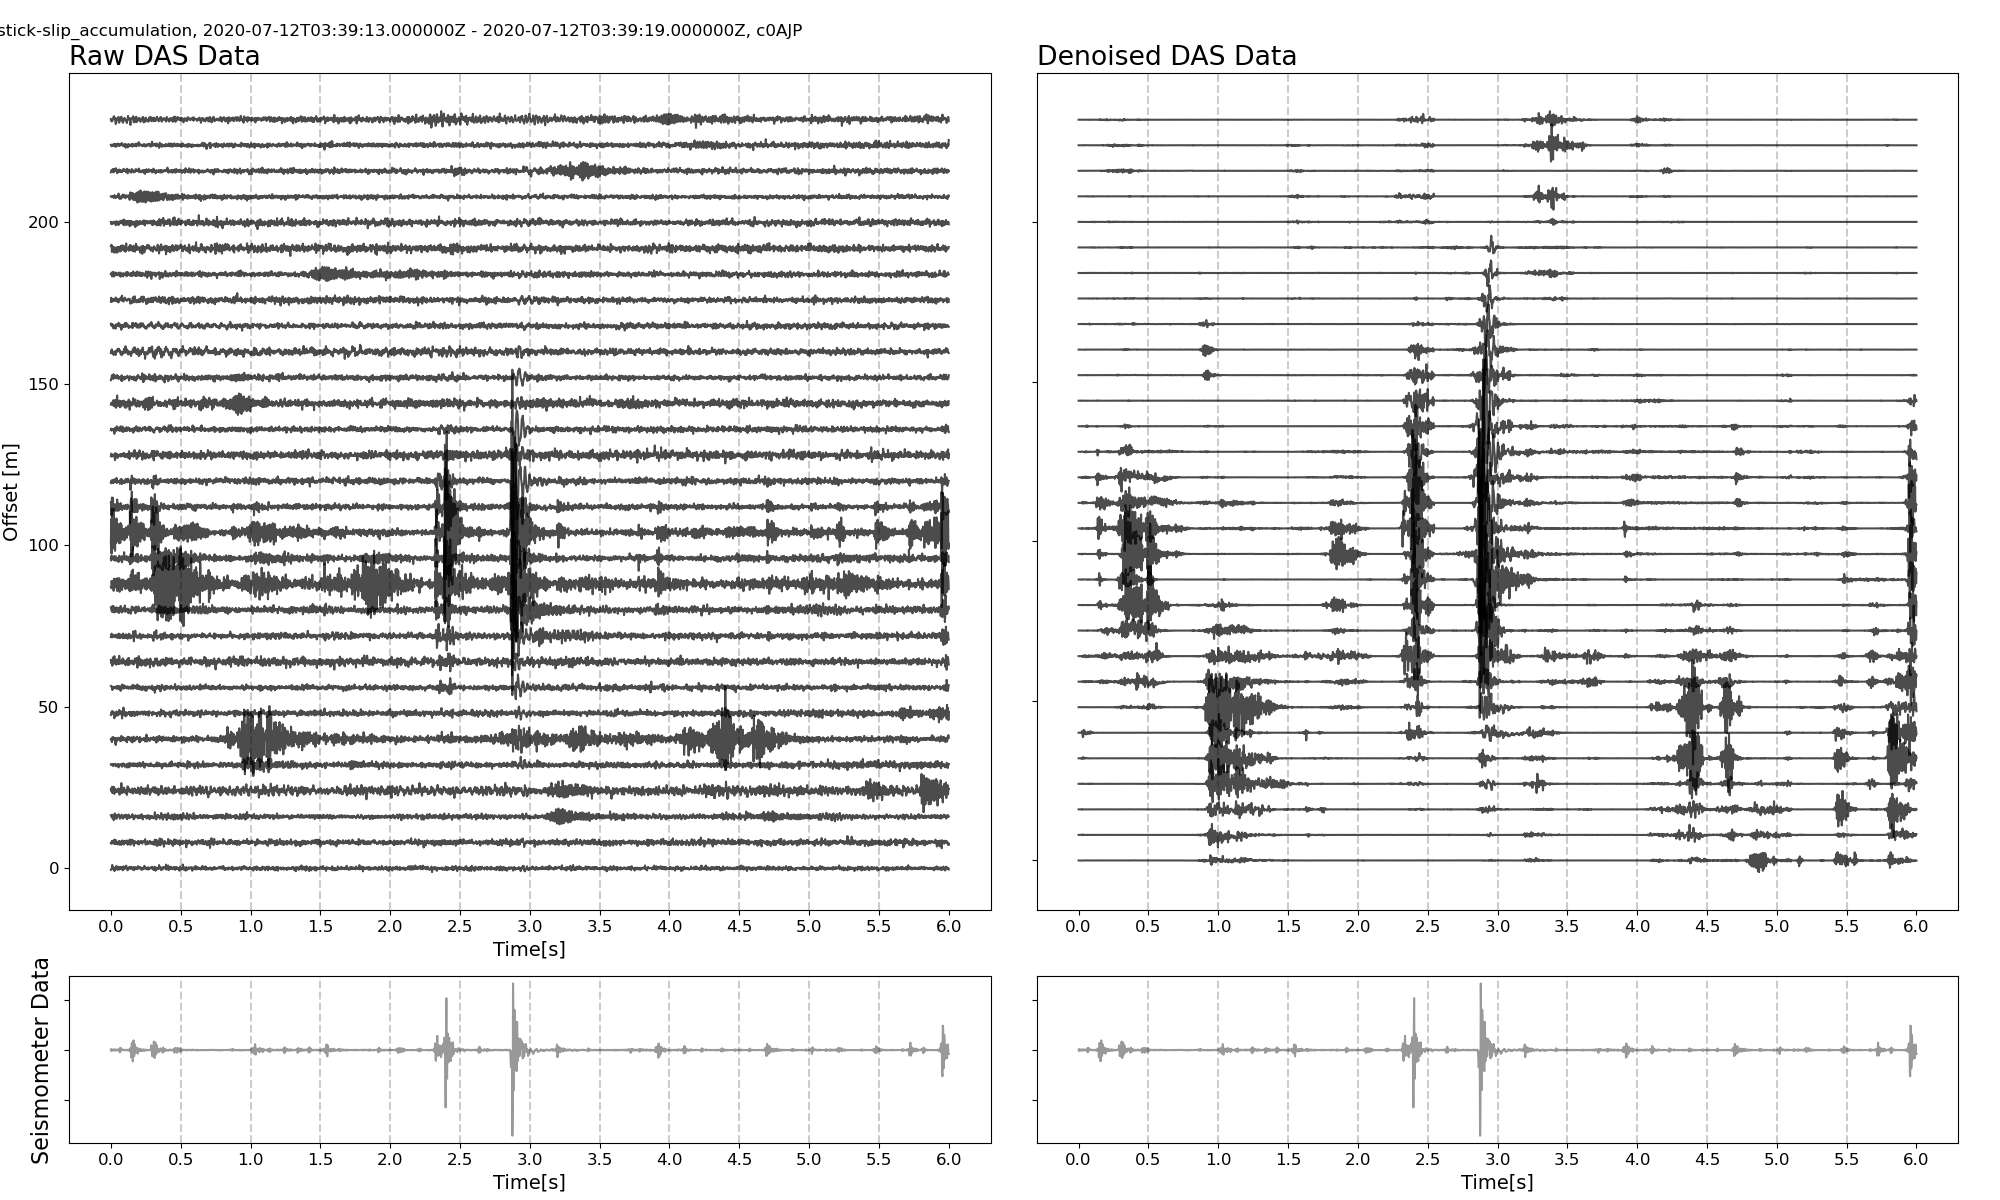 stick-slip_accumulation, 2020-07-12T03:39:13.000000Z - 2020-07-12T03:39:19.000000Z, c0AJP
Raw DAS Data
Denoised DAS Data
Offset [m]
200
150
100
50
0
0.0 0.5 1.0 1.5 2.0 2.5 3.0 3.5 4.0 4.5 5.0 5.5 6.0
Time[s]
0.0 0.5 1.0 1.5 2.0 2.5 3.0 3.5 4.0 4.5 5.0 5.5 6.0
Seismometer Data
0.0 0.5 1.0 1.5 2.0 2.5 3.0 3.5 4.0 4.5 5.0 5.5 6.0
Time[s]
0.0 0.5 1.0 1.5 2.0 2.5 3.0 3.5 4.0 4.5 5.0 5.5 6.0
Time[s]